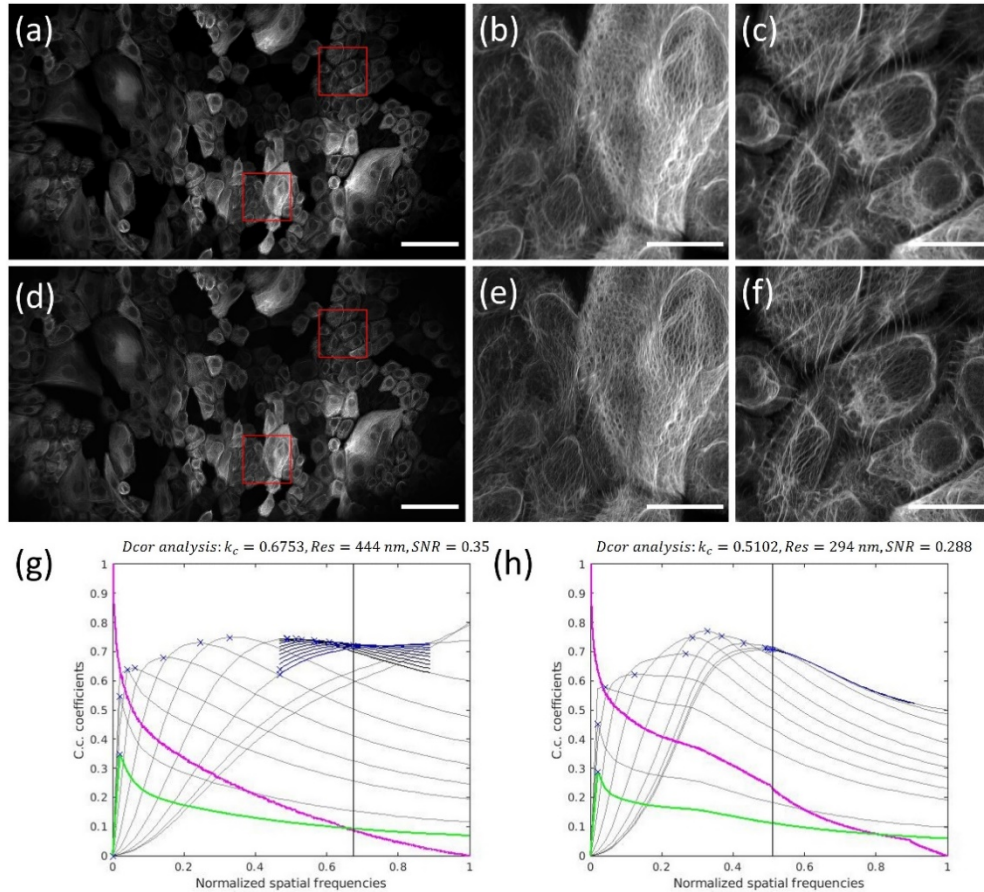 (a)
(b)
(c)
(d)
(e)
(f)
Dcor analysis: k_c = 0.6753, Res = 444 nm, SNR = 0.35
Dcor analysis: k_c = 0.5102, Res = 294 nm, SNR = 0.288
(g)
(h)
1
0.9
0.8
0.7
0.6
0.5
0.4
0.3
0.2
0.1
0
C.c. coefficients
0 0.2 0.4 0.6 0.8 1
Normalized spatial frequencies
1
0.9
0.8
0.7
0.6
0.5
0.4
0.3
0.2
0.1
0
C.c. coefficients
0 0.2 0.4 0.6 0.8 1
Normalized spatial frequencies